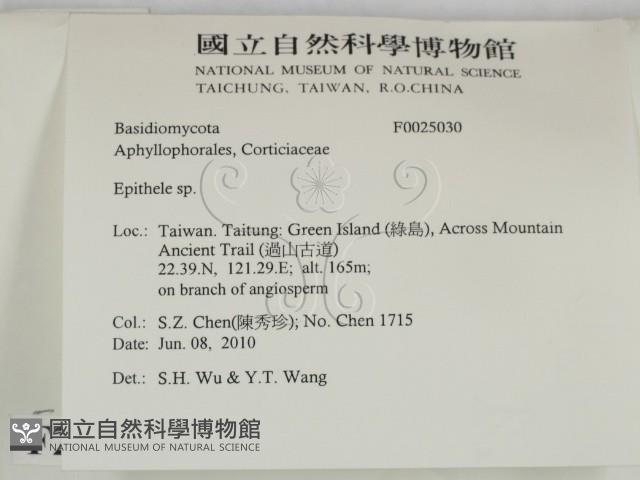 國立自然科學博物館
NATIONAL MUSEUM OF NATURAL SCIENCE
TAICHUNG, TAIWAN, R.O.CHINA
Basidiomycota F0025030
Aphyllophorales, Corticiaceae
Epithele sp.
Loc.: Taiwan. Taitung: Green Island (綠島), Across Mountain
Ancient Trail (過山古道)
22.39.N, 121.29.E; alt. 165m;
on branch of angiosperm
Col.: S.Z. Chen(陳秀珍); No. Chen 1715
Date: Jun. 08, 2010
Det.: S.H. Wu & Y.T. Wang
國立自然科學博物館
NATIONAL MUSEUM OF NATURAL SCIENCE